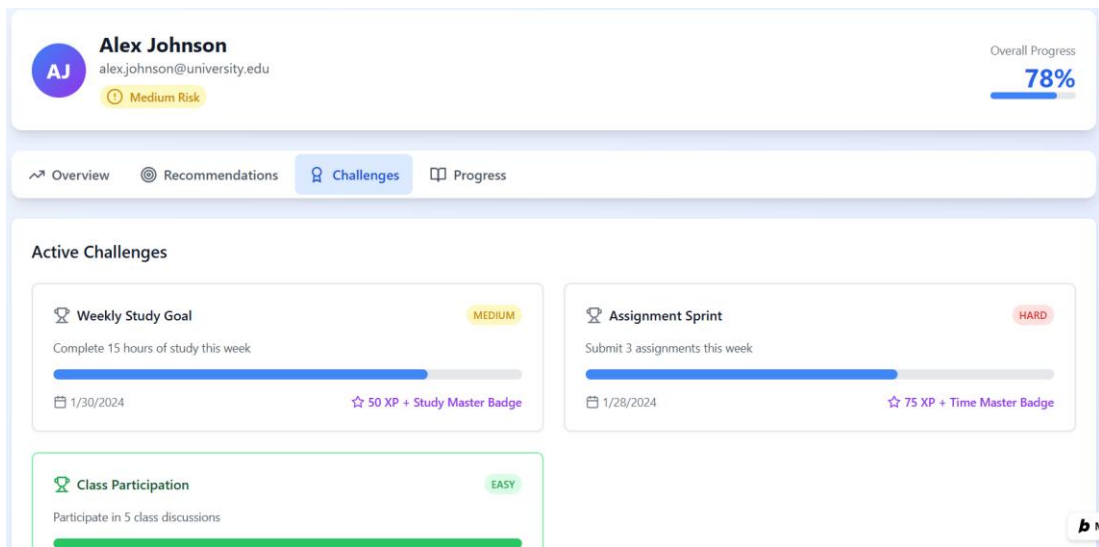 AJ
Alex Johnson
alex.johnson@university.edu
Medium Risk
Overall Progress
78%
Overview Recommendations Challenges Progress
Active Challenges
Weekly Study Goal MEDIUM
Complete 15 hours of study this week
1/30/2024 50 XP + Study Master Badge
Assignment Sprint HARD
Submit 3 assignments this week
1/28/2024 75 XP + Time Master Badge
Class Participation EASY
Participate in 5 class discussions
b